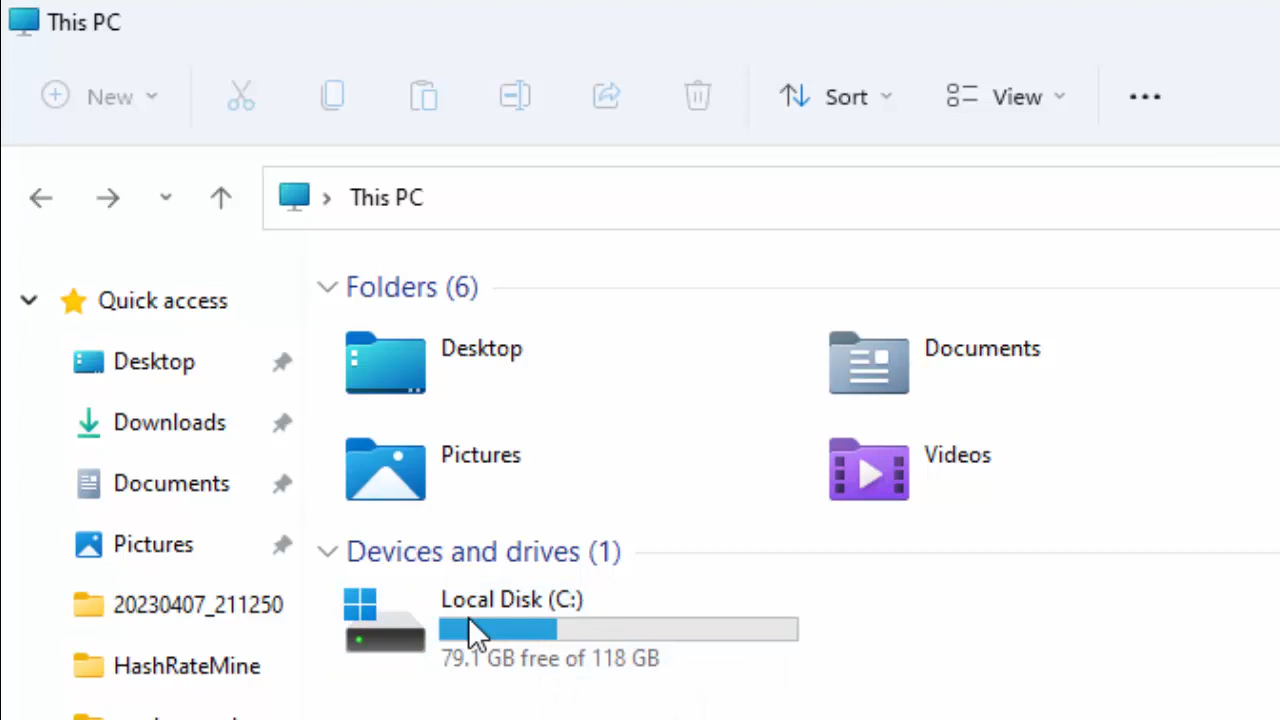 This PC
New
Sort
View
This PC
Quick access
Desktop
Downloads
Documents
Pictures
20230407_211250
HashRateMine
Folders (6)
Desktop
Documents
Pictures
Videos
Devices and drives (1)
Local Disk (C:)
79.1 GB free of 118 GB